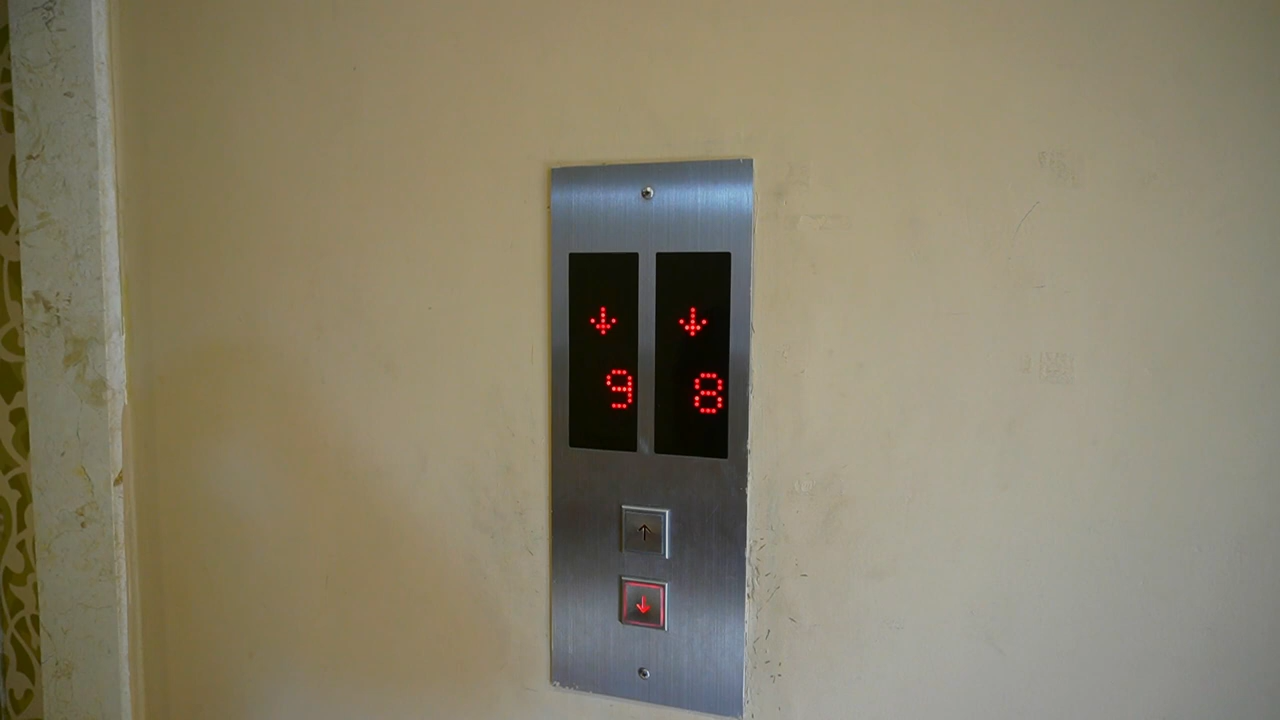 ↓ ↓
9 8
↑
↓